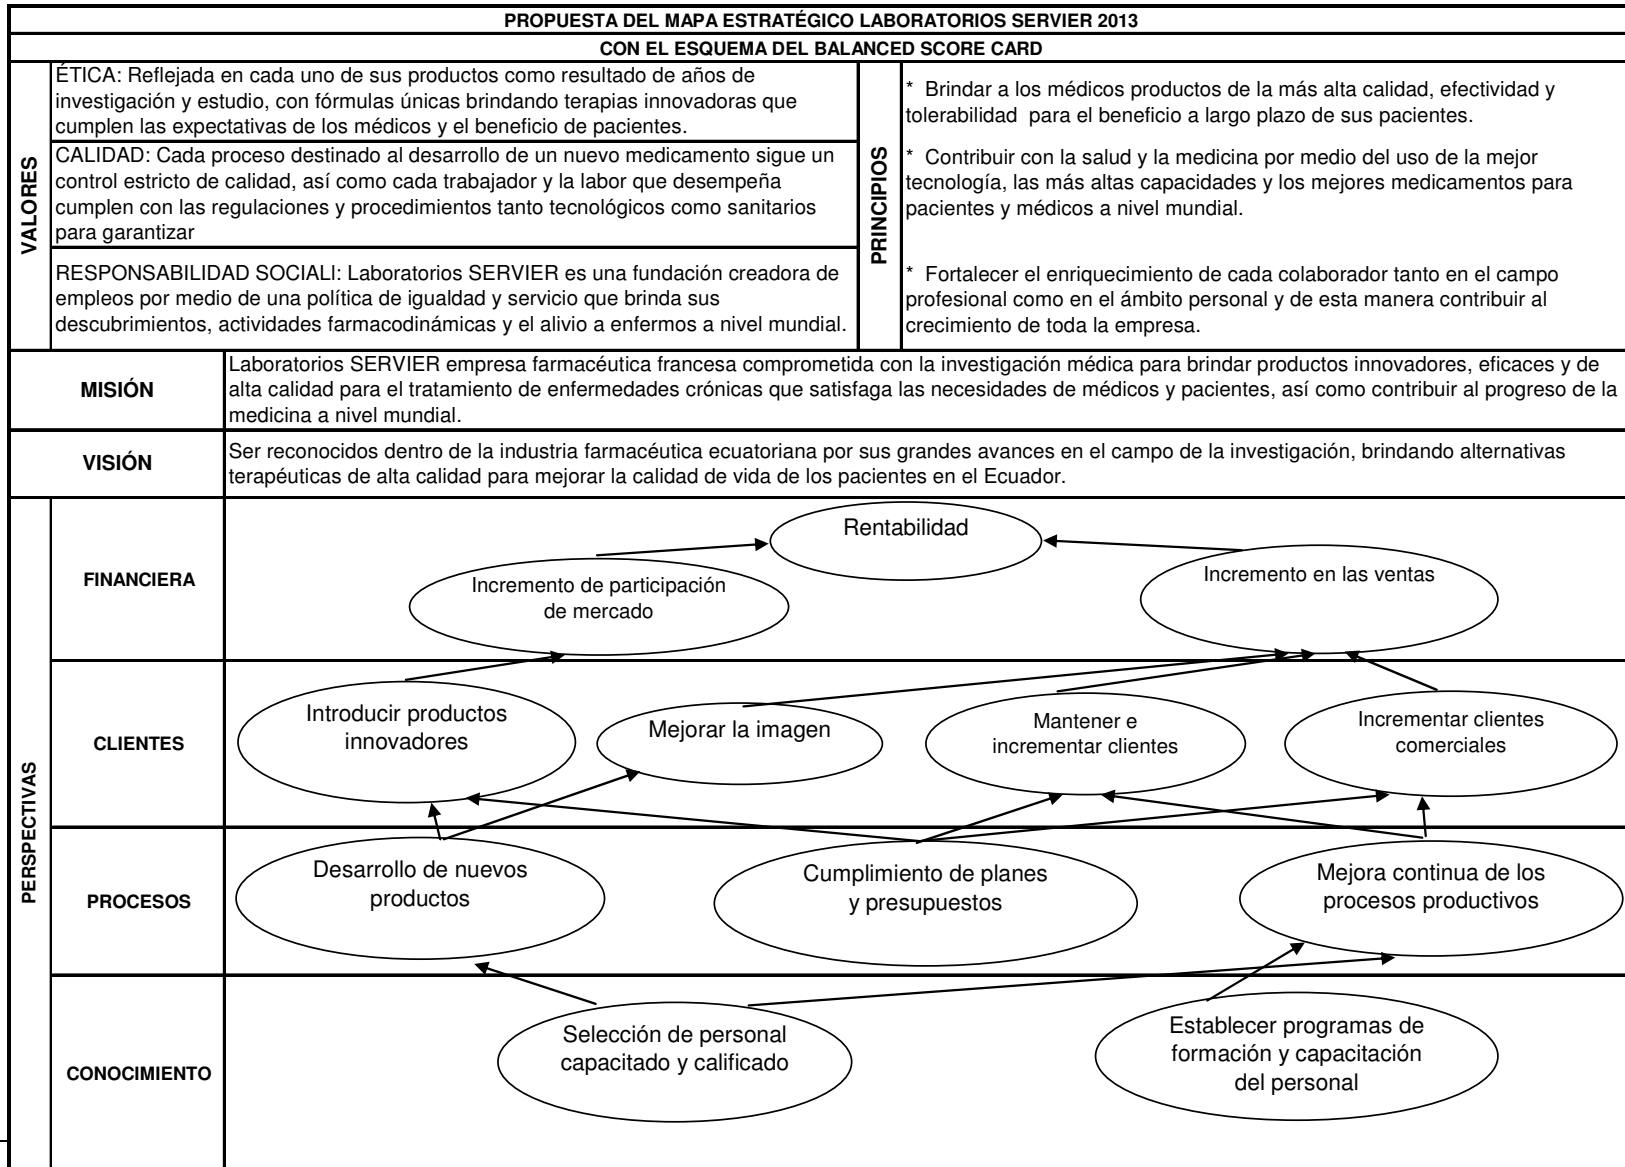 PROPUESTA DEL MAPA ESTRATÉGICO LABORATORIOS SERVIER 2013
CON EL ESQUEMA DEL BALANCED SCORE CARD
VALORES
ÉTICA: Reflejada en cada uno de sus productos como resultado de años de
investigación y estudio, con fórmulas únicas brindando terapias innovadoras que
cumplen las expectativas de los médicos y el beneficio de pacientes.
CALIDAD: Cada proceso destinado al desarrollo de un nuevo medicamento sigue un
control estricto de calidad, así como cada trabajador y la labor que desempeña
cumplen con las regulaciones y procedimientos tanto tecnológicos como sanitarios
para garantizar
RESPONSABILIDAD SOCIALl: Laboratorios SERVIER es una fundación creadora de
empleos por medio de una política de igualdad y servicio que brinda sus
descubrimientos, actividades farmacodinámicas y el alivio a enfermos a nivel mundial.
PRINCIPIOS
* Brindar a los médicos productos de la más alta calidad, efectividad y
tolerabilidad para el beneficio a largo plazo de sus pacientes.
* Contribuir con la salud y la medicina por medio del uso de la mejor
tecnología, las más altas capacidades y los mejores medicamentos para
pacientes y médicos a nivel mundial.
* Fortalecer el enriquecimiento de cada colaborador tanto en el campo
profesional como en el ámbito personal y de esta manera contribuir al
crecimiento de toda la empresa.
MISIÓN
Laboratorios SERVIER empresa farmacéutica francesa comprometida con la investigación médica para brindar productos innovadores, eficaces y de
alta calidad para el tratamiento de enfermedades crónicas que satisfaga las necesidades de médicos y pacientes, así como contribuir al progreso de la
medicina a nivel mundial.
VISIÓN
Ser reconocidos dentro de la industria farmacéutica ecuatoriana por sus grandes avances en el campo de la investigación, brindando alternativas
terapéuticas de alta calidad para mejorar la calidad de vida de los pacientes en el Ecuador.
PERSPECTIVAS
FINANCIERA
Rentabilidad
Incremento de participación
de mercado
Incremento en las ventas
CLIENTES
Introducir productos
innovadores
Mejorar la imagen
Mantener e
incrementar clientes
Incrementar clientes
comerciales
PROCESOS
Desarrollo de nuevos
productos
Cumplimiento de planes
y presupuestos
Mejora continua de los
procesos productivos
CONOCIMIENTO
Selección de personal
capacitado y calificado
Establecer programas de
formación y capacitación
del personal